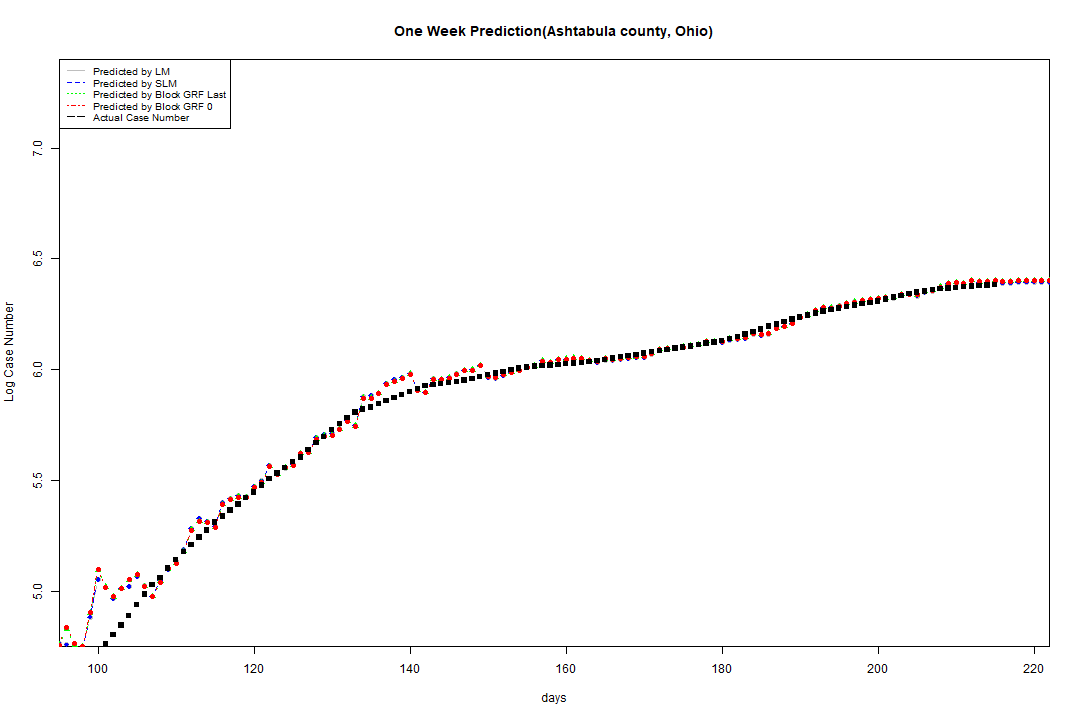 One Week Prediction(Ashtabula county, Ohio)
Predicted by LM
Predicted by SLM
Predicted by Block GRF Last
Predicted by Block GRF 0
Actual Case Number
7.0
6.5
6.0
5.5
5.0
Log Case Number
100 120 140 160 180 200 220
days